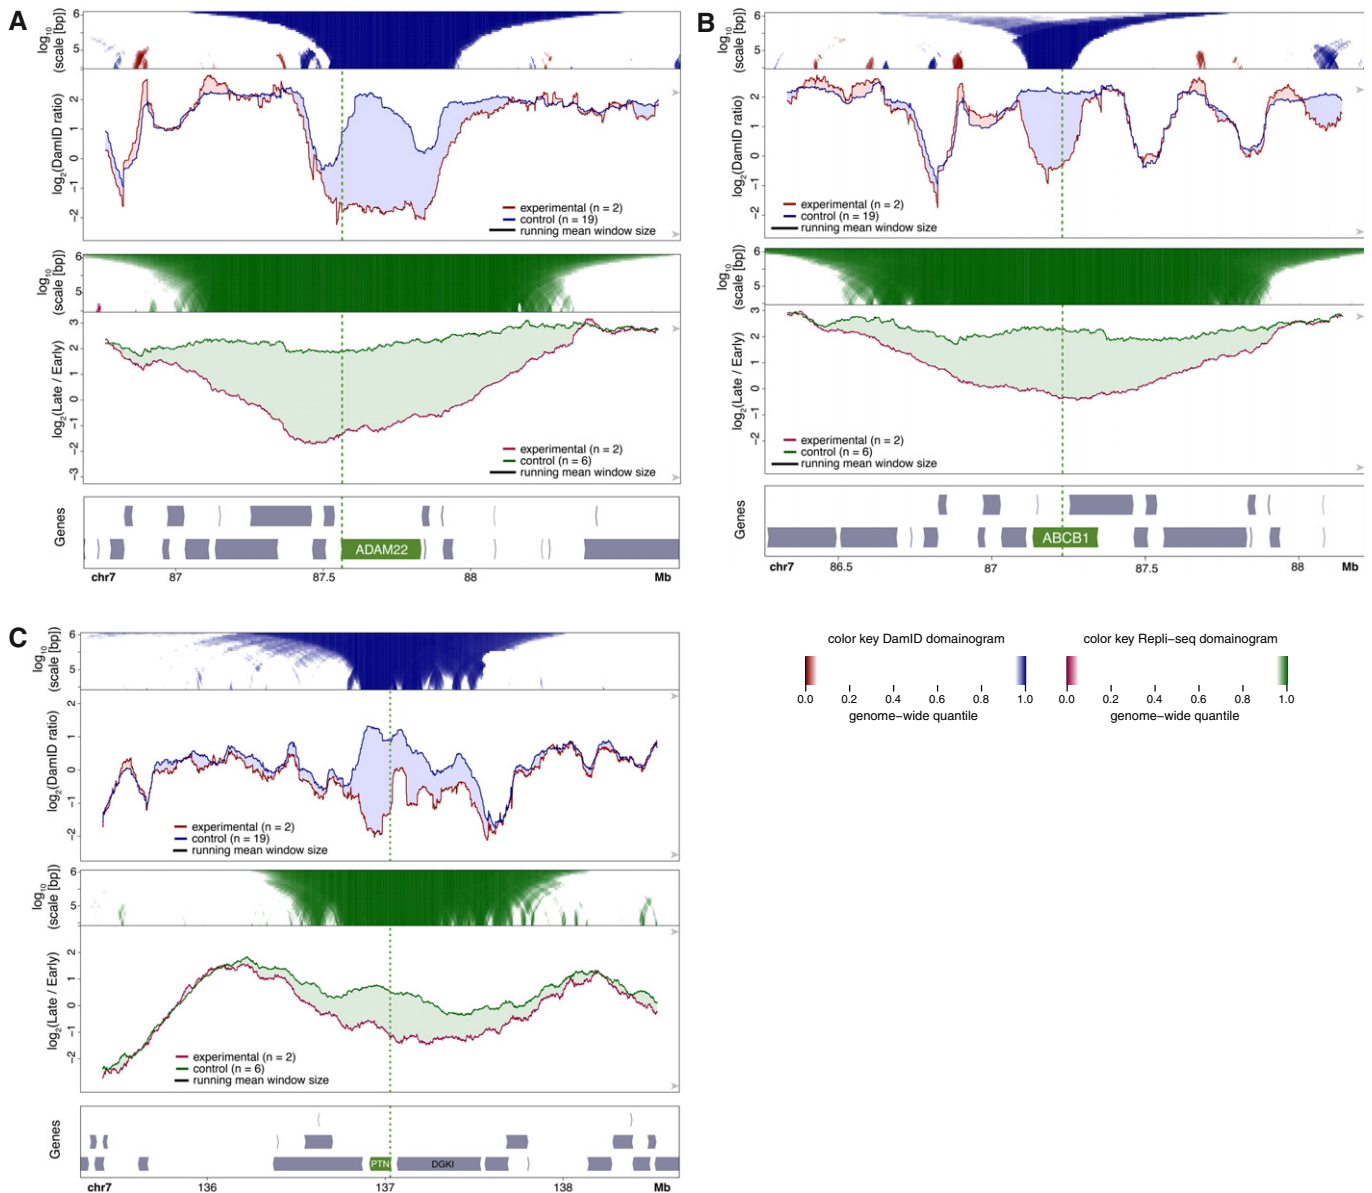 A
log10
(scale [bp])
6
5
log2(DamID ratio)
2
1
0
−1
−2
experimental (n = 2)
control (n = 19)
running mean window size
log10
(scale [bp])
6
5
log2(Late / Early)
3
2
1
0
−1
−2
−3
experimental (n = 2)
control (n = 6)
running mean window size
Genes
ADAM22
chr7 87 87.5 88 Mb
B
log10
(scale [bp])
6
5
log2(DamID ratio)
2
1
0
−1
−2
experimental (n = 2)
control (n = 19)
running mean window size
log10
(scale [bp])
6
5
log2(Late / Early)
3
2
1
0
−1
−2
experimental (n = 2)
control (n = 6)
running mean window size
Genes
ABCB1
chr7 86.5 87 87.5 88 Mb
C
log10
(scale [bp])
6
5
log2(DamID ratio)
2
1
0
−1
−2
experimental (n = 2)
control (n = 19)
running mean window size
log10
(scale [bp])
6
5
log2(Late / Early)
2
1
0
−1
−2
experimental (n = 2)
control (n = 6)
running mean window size
Genes
PTN DGKI
chr7 136 137 138 Mb
color key DamID domainogram
0.0 0.2 0.4 0.6 0.8 1.0
genome−wide quantile
color key Repli−seq domainogram
0.0 0.2 0.4 0.6 0.8 1.0
genome−wide quantile